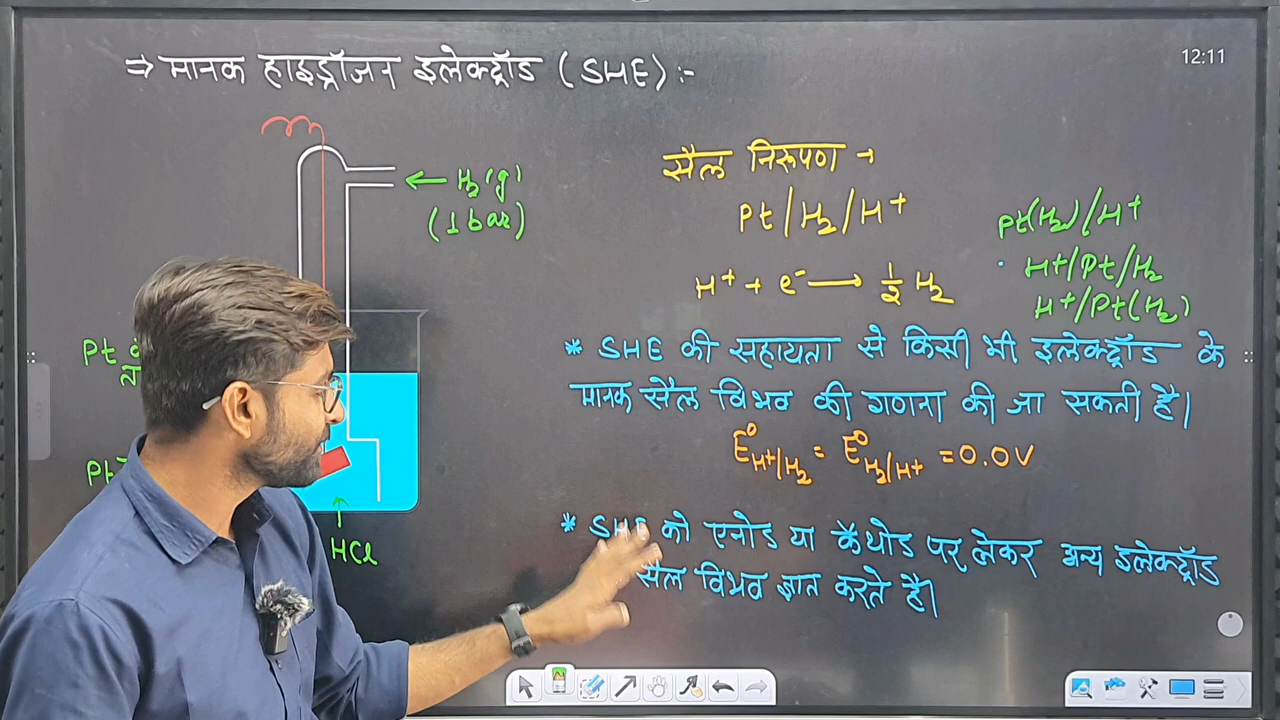 ⇒ मानक हाइड्रॉजन इलेक्ट्रॉड (SHE) :-
12:11
← H₂(g)
(1 bar)
Pt
Pt
↑
HCl
सैल निरूपण →
Pt/H₂/H+
H+ + e- ⟶ 1/2 H₂
Pt(H₂)/H+
H+/Pt/H₂
H+/Pt(H₂)
* SHE की सहायता से किसी भी इलेक्ट्रॉड के
मानक सैल विभव की गणना की जा सकती है।
E°H+/H₂ = E°H₂/H+ = 0.0V
* SHE को एनोड या कैथोड पर लेकर अन्य इलेक्ट्रॉड
सैल विभव ज्ञात करते है।